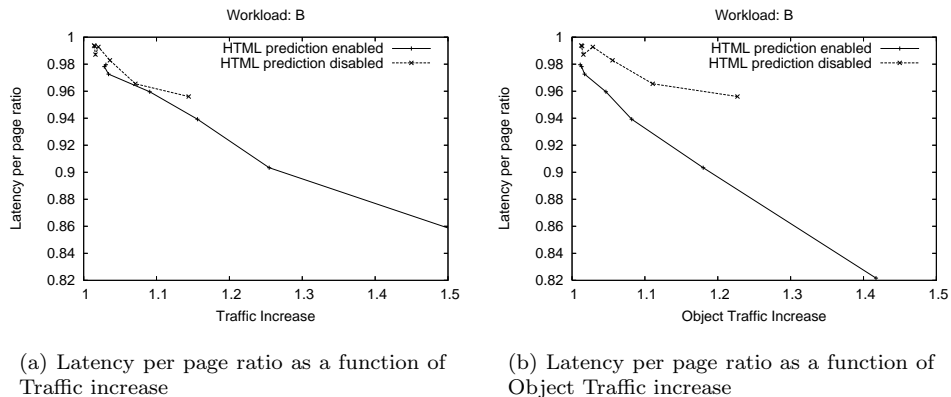 Workload: B
1
0.98
0.96
0.94
0.92
0.9
0.88
0.86
0.84
0.82
1
1.1
1.2
1.3
1.4
1.5
Latency per page ratio
Traffic Increase
HTML prediction enabled
HTML prediction disabled
(a) Latency per page ratio as a function of
Traffic increase
Workload: B
1
0.98
0.96
0.94
0.92
0.9
0.88
0.86
0.84
0.82
1
1.1
1.2
1.3
1.4
1.5
Latency per page ratio
Object Traffic Increase
HTML prediction enabled
HTML prediction disabled
(b) Latency per page ratio as a function of
Object Traffic increase